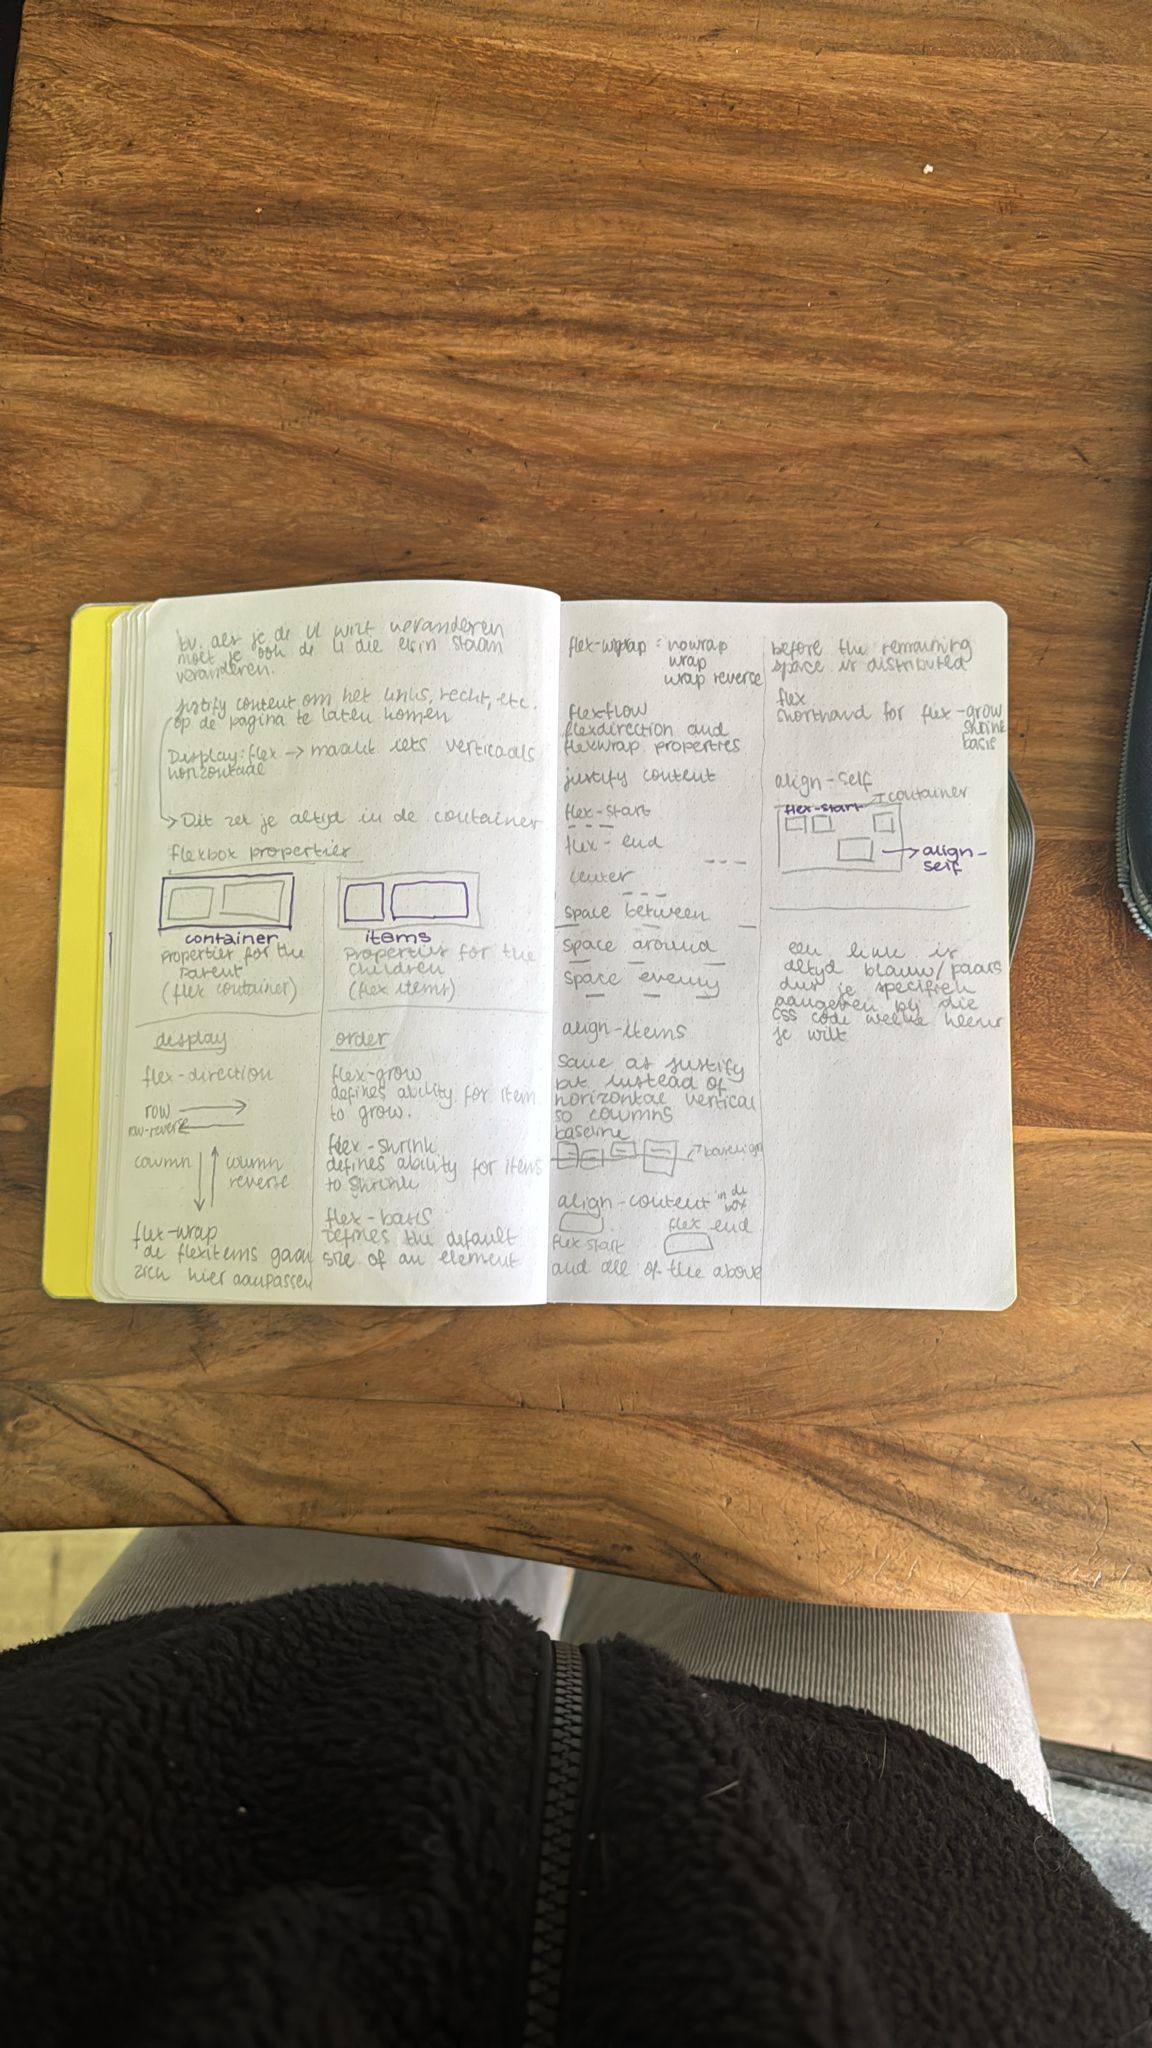 bv. als je de ul wilt veranderen
moet je ook de li die erin staan
veranderen.
justify content om het links, recht, etc.
op de pagina te laten komen
Display: flex → maakt iets verticaals
horizontaal
Dit zet je altijd in de container
flexbox properties
container
properties for the
parent
(flex container)
items
properties for the
children
(flex items)
display
flex-direction
row
row-reverse
column
column
reverse
flex-wrap
de flexitems gaan
zich hier aanpassen
order
flex-grow
defines ability for item
to grow.
flex-shrink
defines ability for items
to shrink
flex-basis
defines the default
size of an element
flex-wrap: nowrap
wrap
wrap reverse
flexflow
flexdirection and
flexwrap properties
justify content
flex-start
flex-end
center
space between
space around
space evenly
align-items
same as justify
but instead of
horizontal vertical
so columns
baseline
align-content in de
box
flex start
flex end
and all of the above
before the remaining
space is distributed
flex
shorthand for flex-grow
shrink
basis
align-self
container
flex-start
align-
self
een link is
altijd blauw/paars
dus je specifiek
aangeven bij die
CSS code welke kleur
je wilt